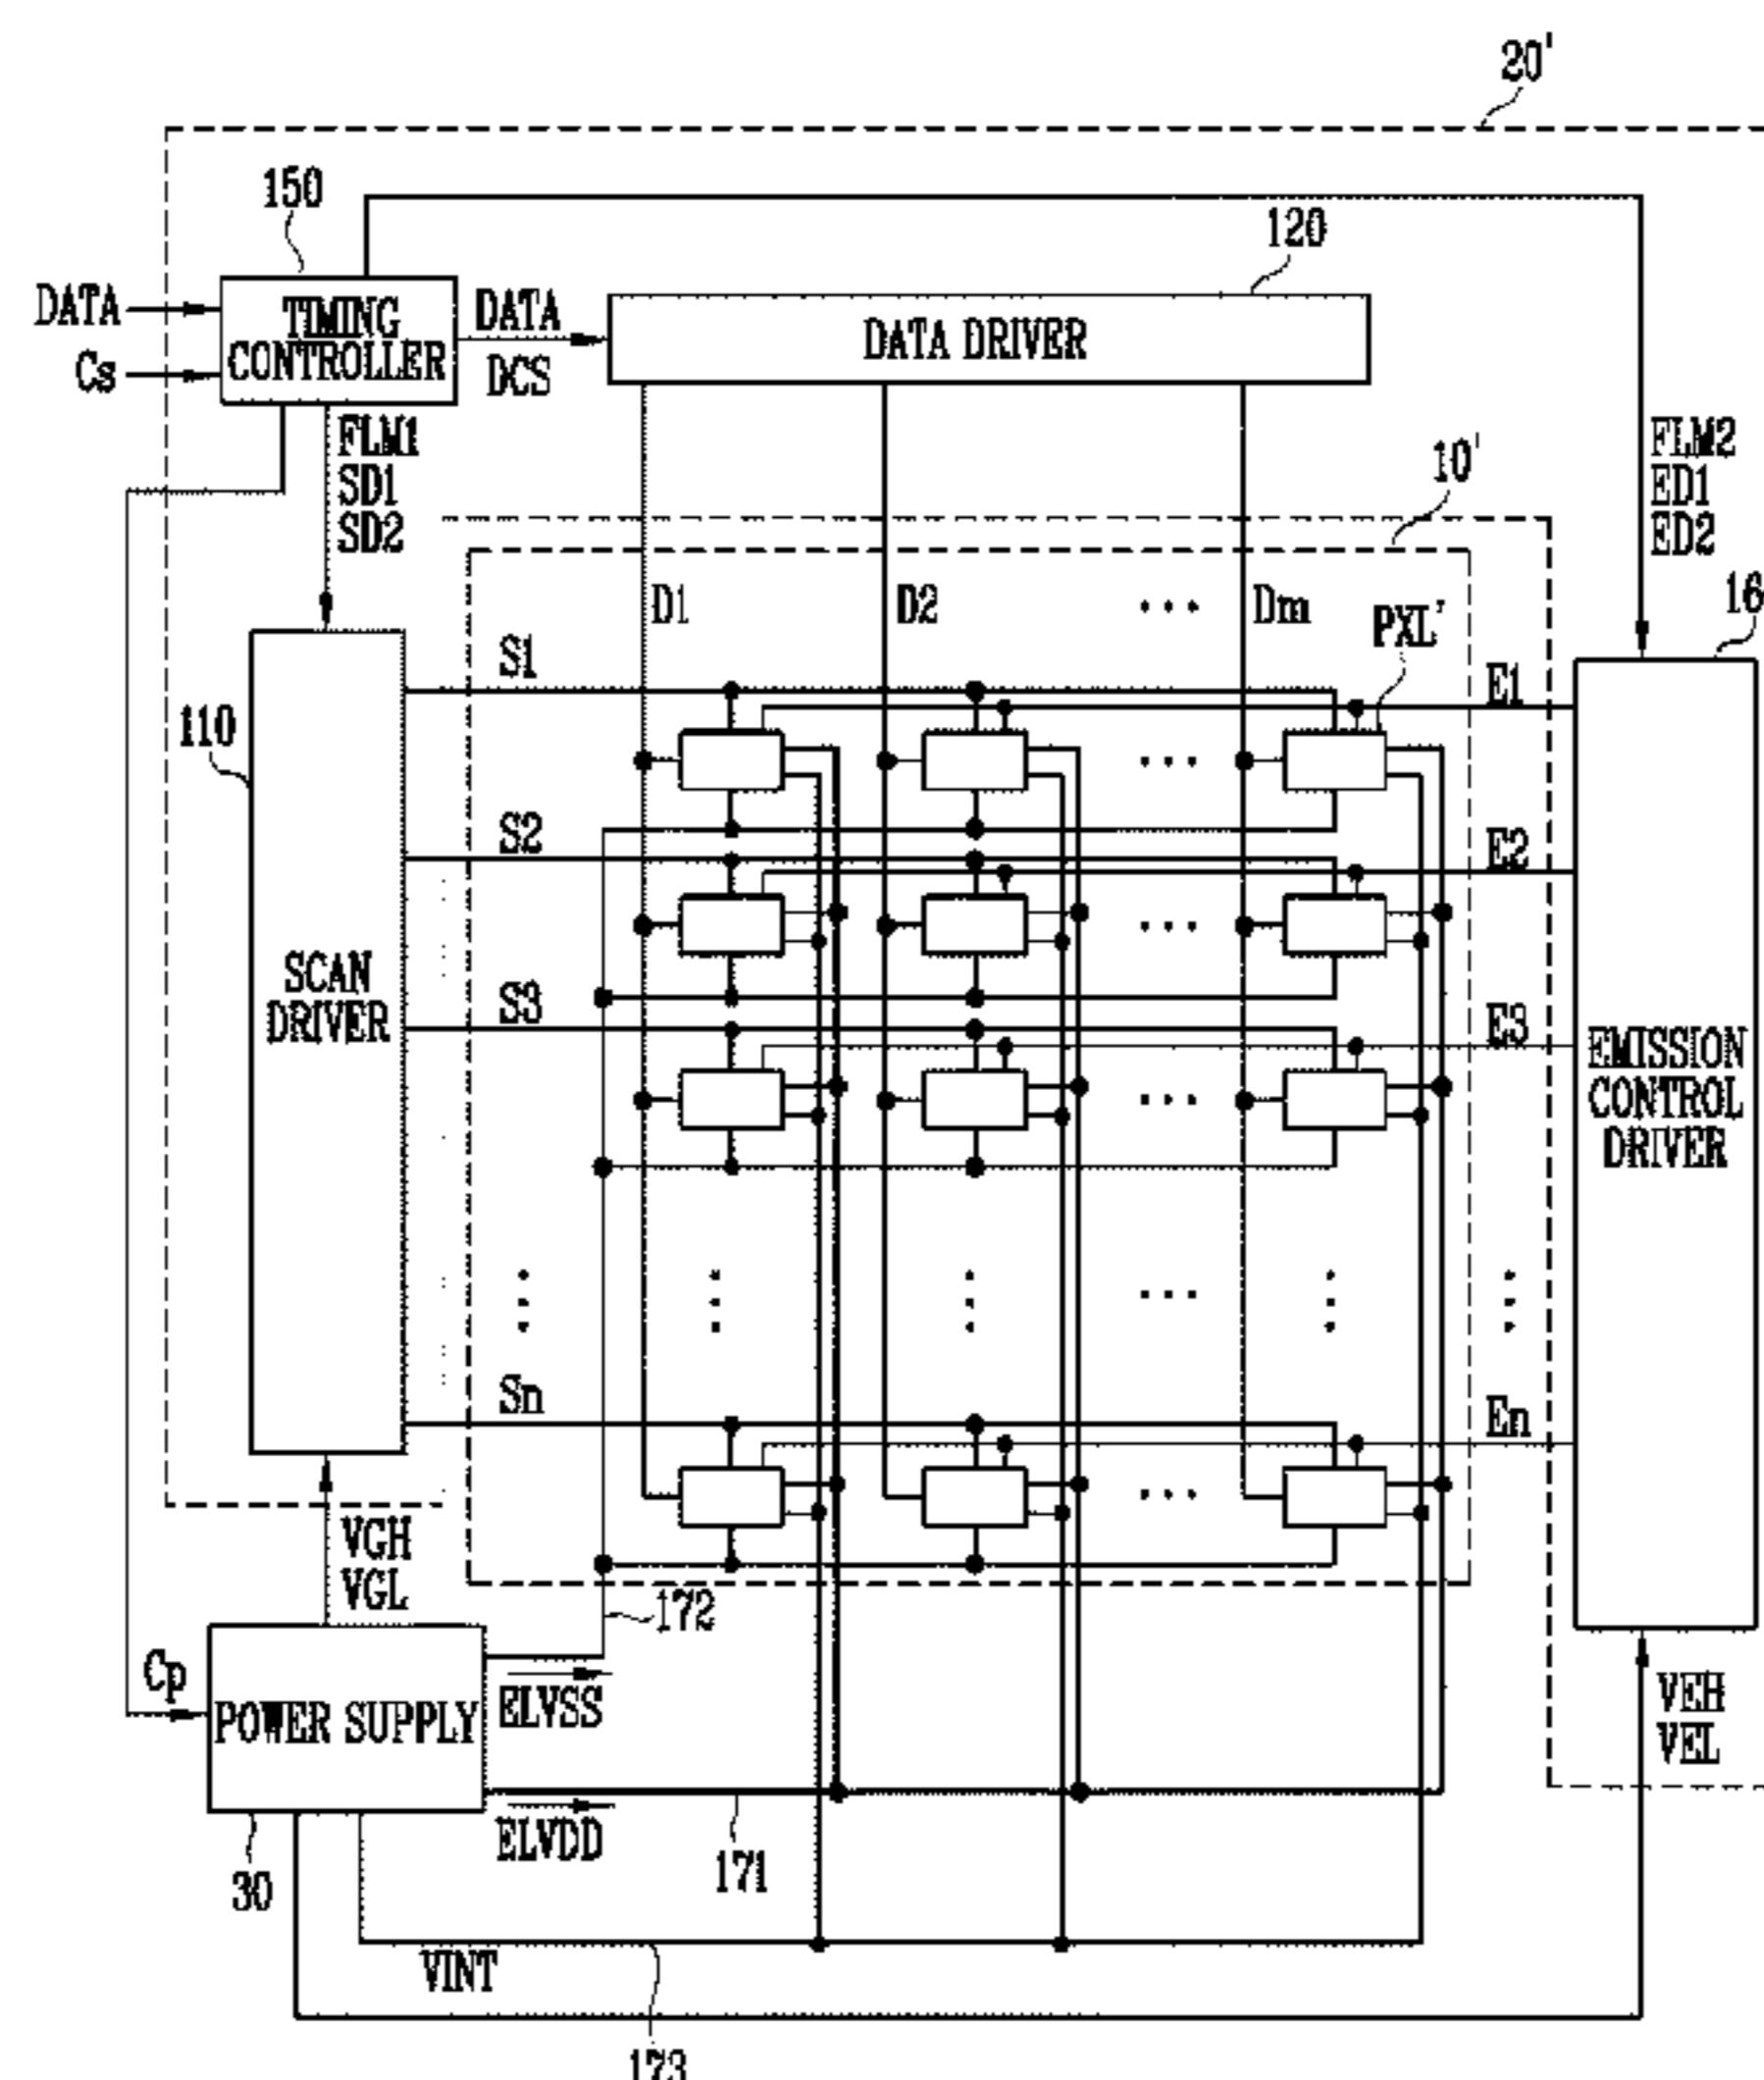 20'
150
120
DATA
Cs
TIMING
CONTROLLER
DATA
DCS
DATA DRIVER
FLM1
SD1
SD2
10'
FLM2
ED1
ED2
D1
D2
...
Dm
PXL'
16
S1
E1
110
...
S2
E2
...
SCAN
DRIVER
S3
E3
...
EMISSION
CONTROL
DRIVER
...
Sn
En
...
VGH
VGL
172
Cp
POWER SUPPLY
ELVSS
VEH
VEL
ELVDD
171
30
VINT
173